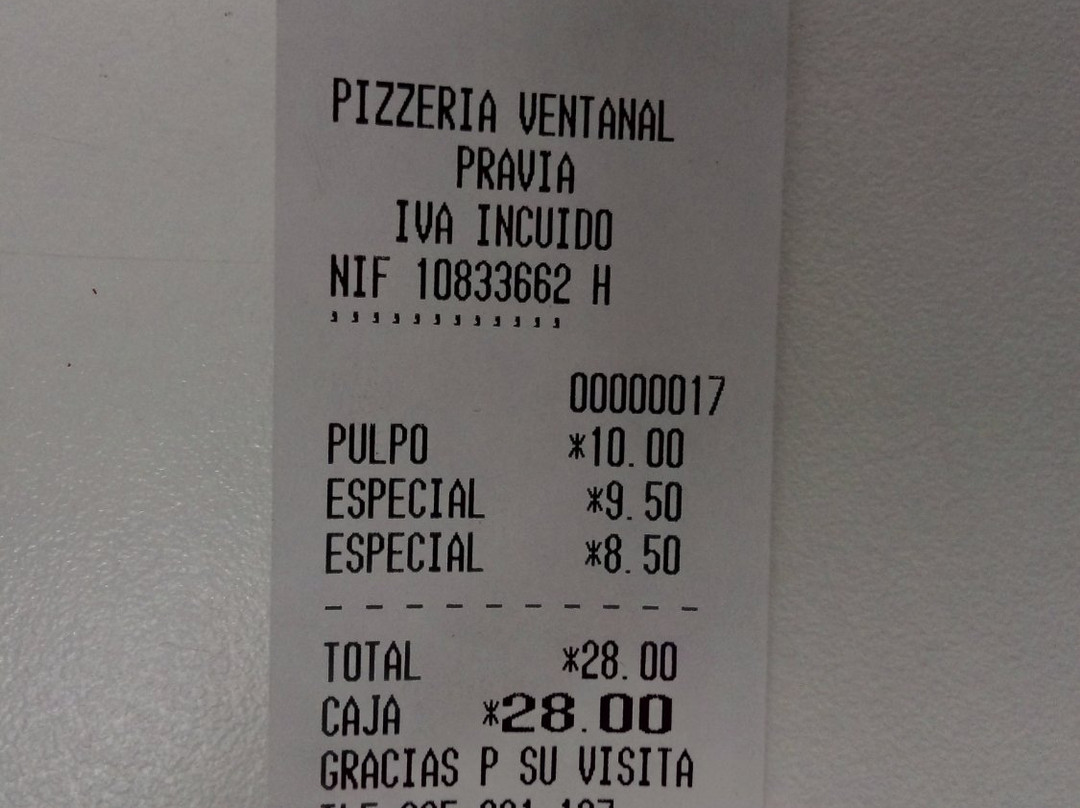 PIZZERIA VENTANAL
PRAVIA
IVA INCUIDO
NIF 10833662 H
,,,,,,,,,,,,
00000017
PULPO *10.00
ESPECIAL *9.50
ESPECIAL *8.50
- - - - - - - - - -
TOTAL *28.00
CAJA *28.00
GRACIAS P SU VISITA